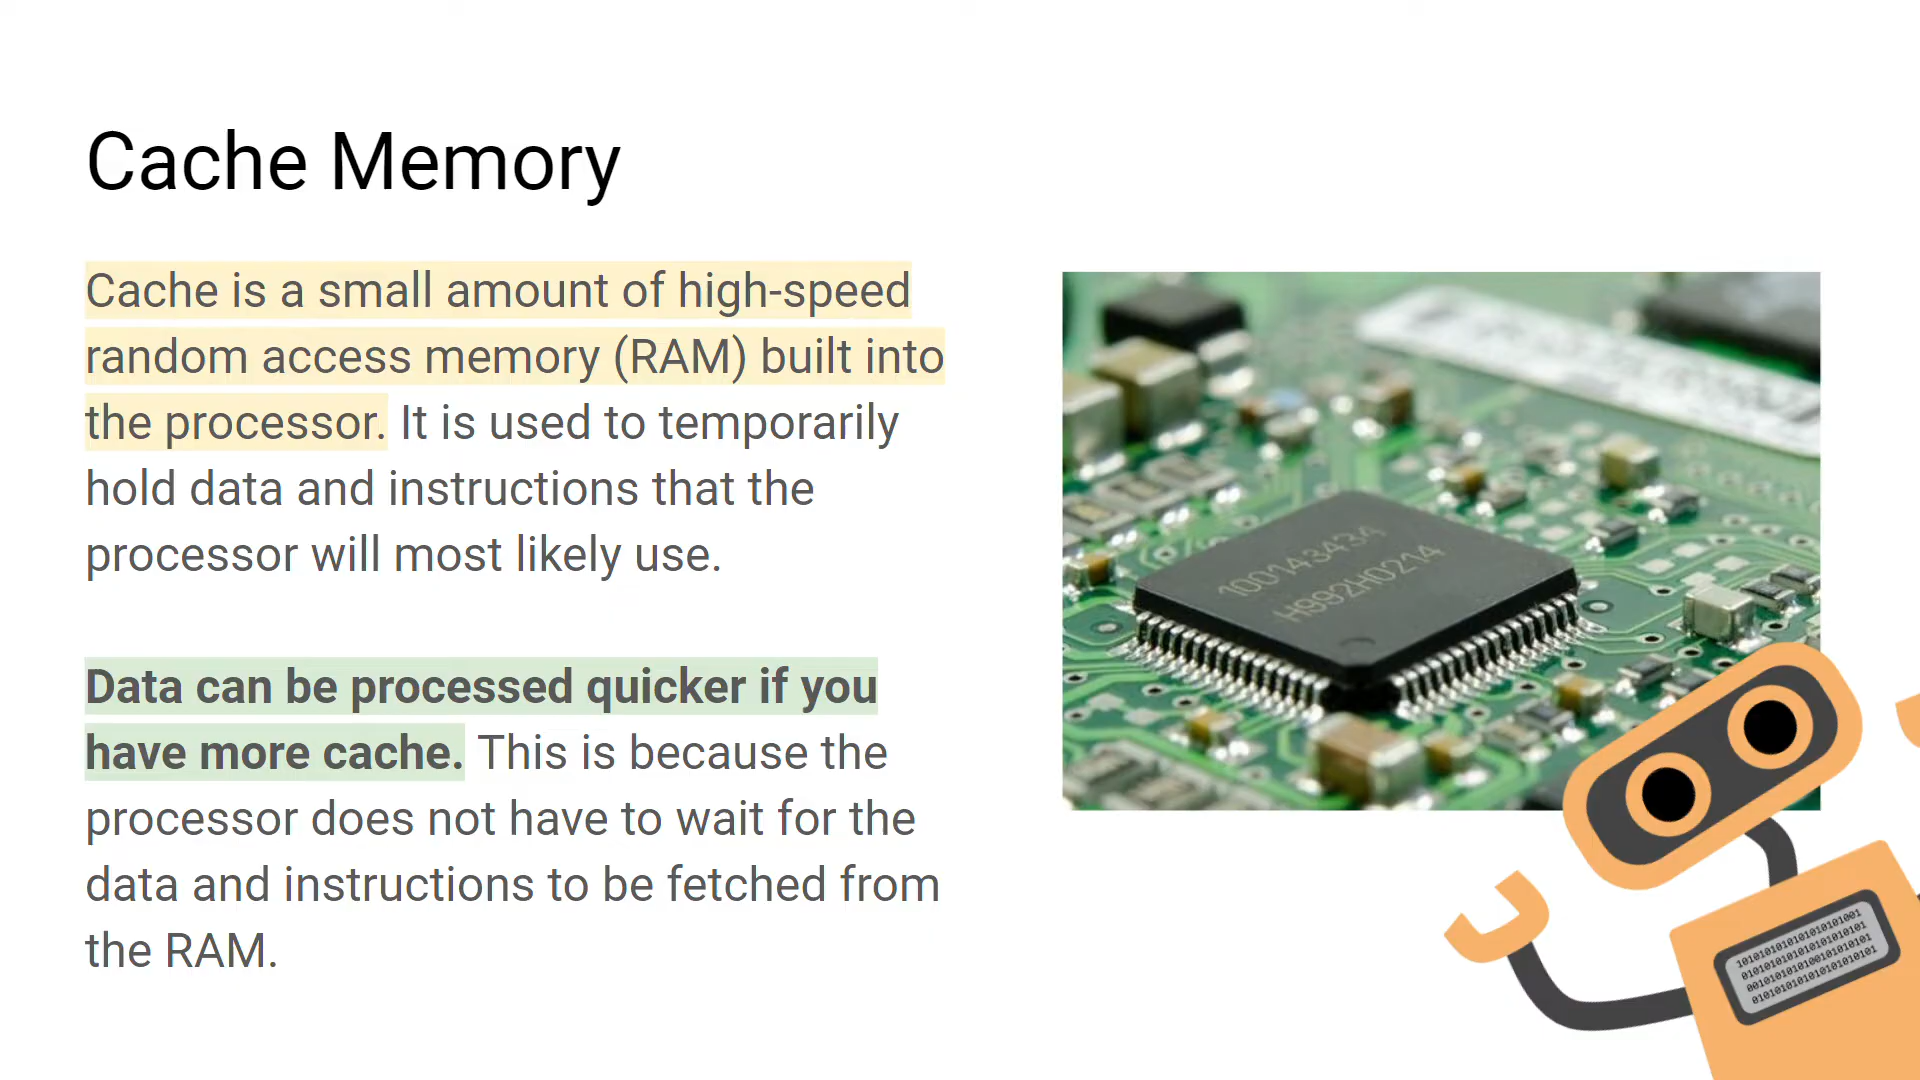 Cache Memory
Cache is a small amount of high-speed
random access memory (RAM) built into
the processor. It is used to temporarily
hold data and instructions that the
processor will most likely use.
Data can be processed quicker if you
have more cache. This is because the
processor does not have to wait for the
data and instructions to be fetched from
the RAM.
100143434
H992H0214